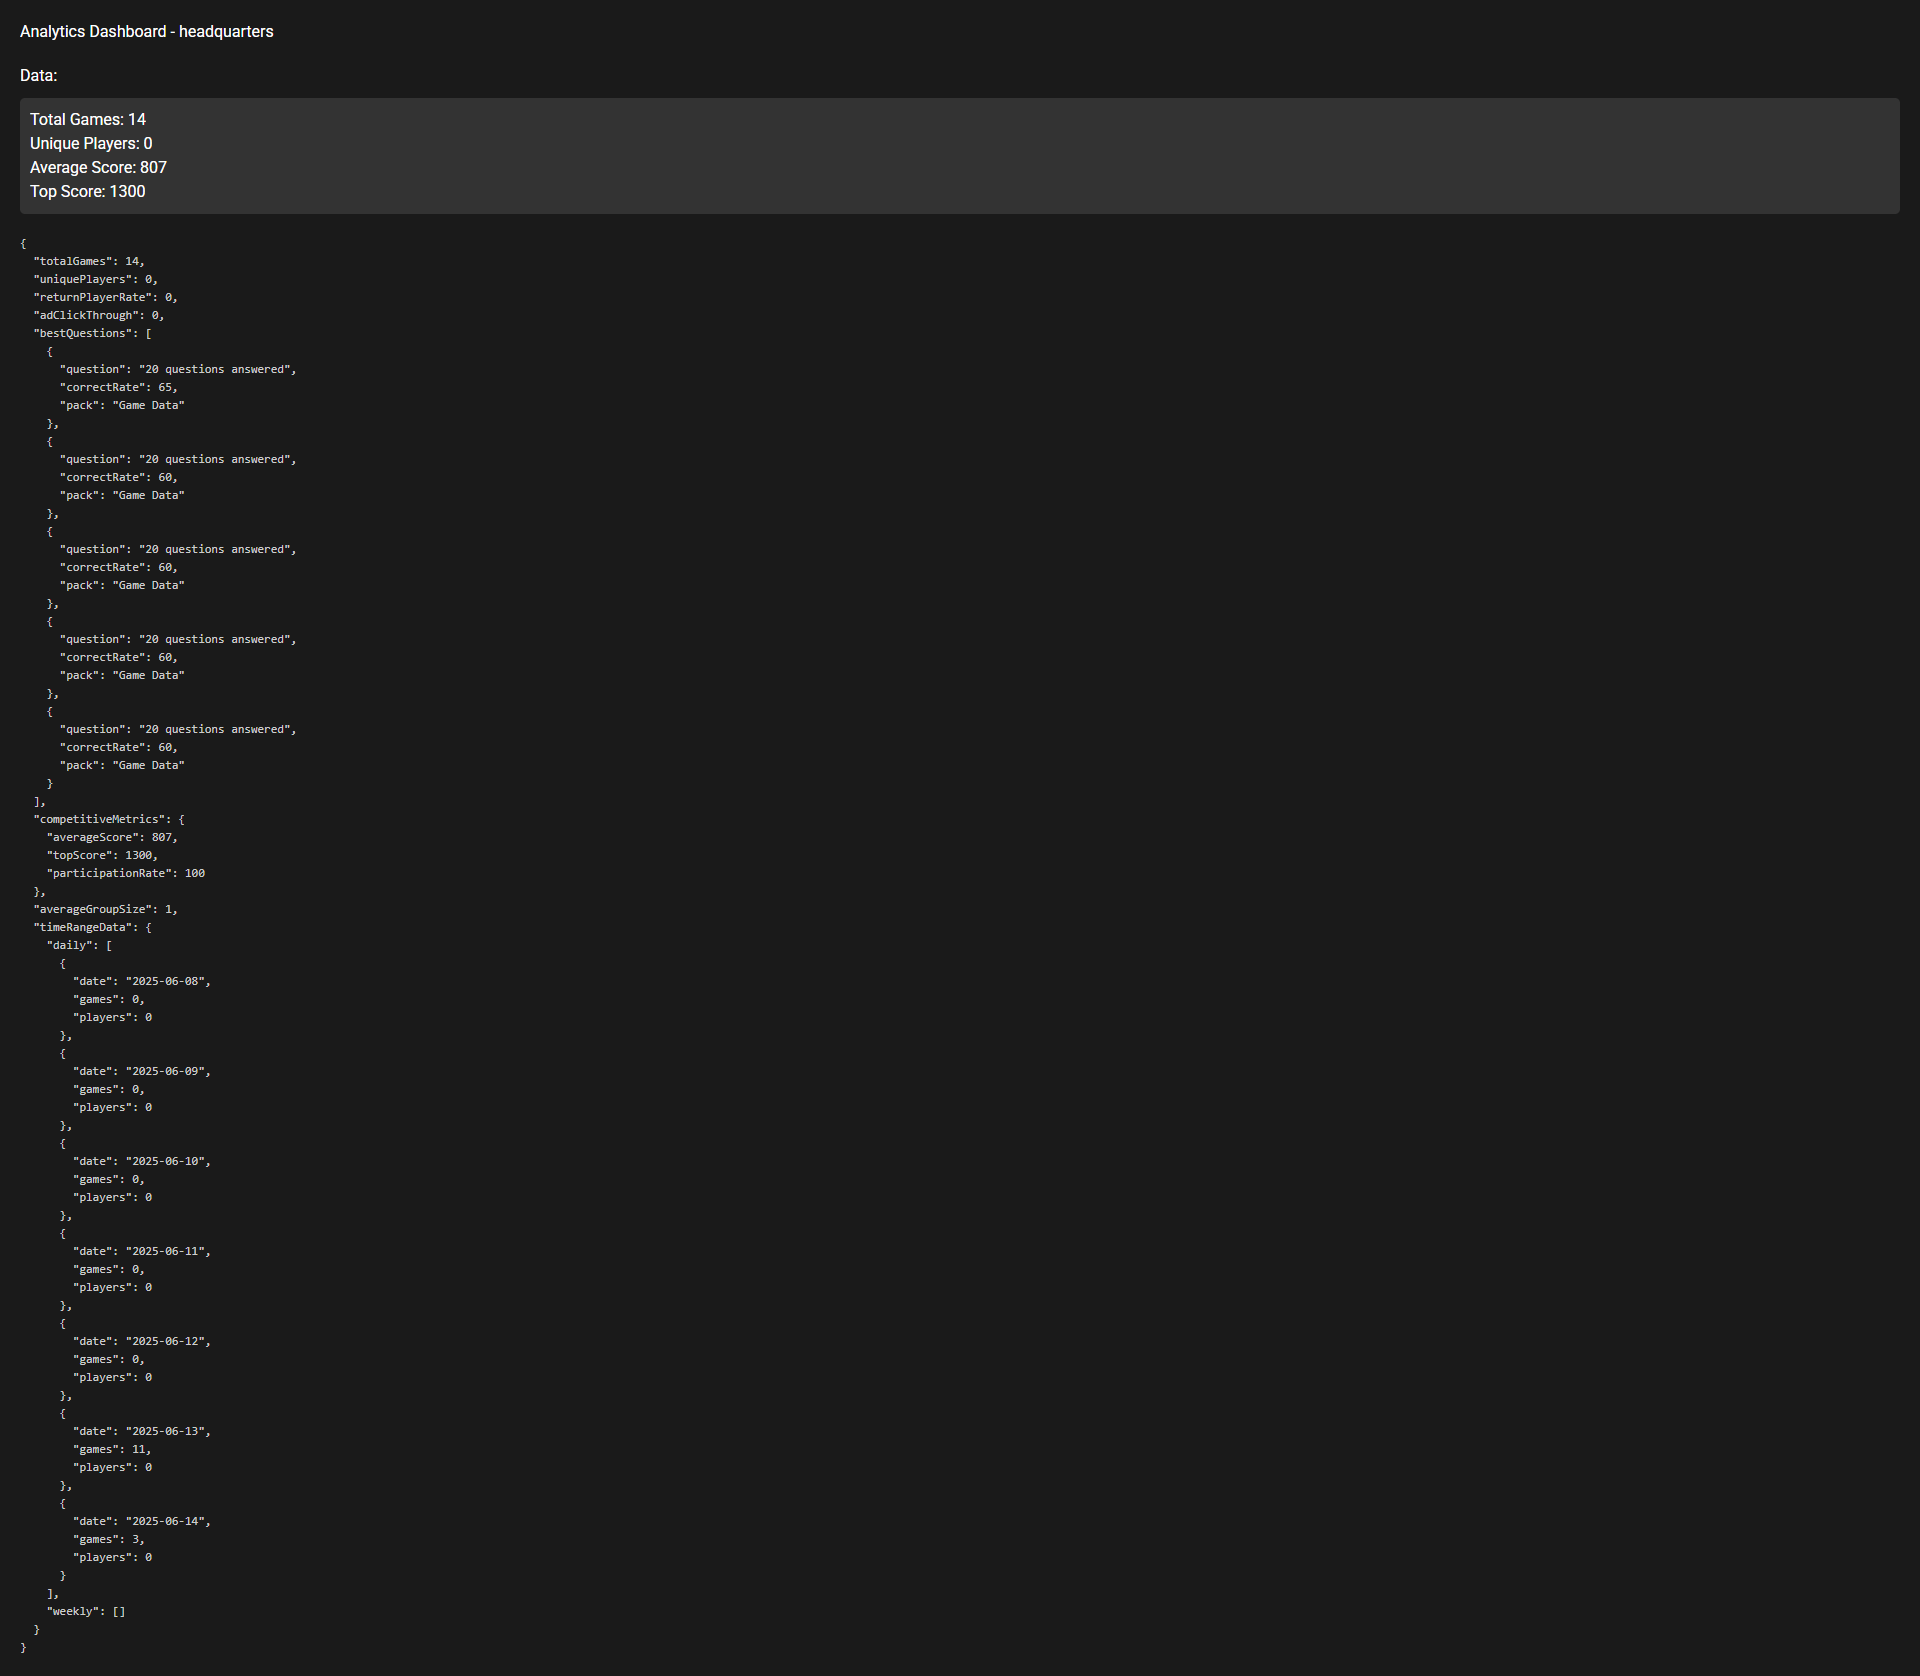 Analytics Dashboard - headquarters
Data:
Total Games: 14
Unique Players: 0
Average Score: 807
Top Score: 1300
{
  "totalGames": 14,
  "uniquePlayers": 0,
  "returnPlayerRate": 0,
  "adClickThrough": 0,
  "bestQuestions": [
    {
      "question": "20 questions answered",
      "correctRate": 65,
      "pack": "Game Data"
    },
    {
      "question": "20 questions answered",
      "correctRate": 60,
      "pack": "Game Data"
    },
    {
      "question": "20 questions answered",
      "correctRate": 60,
      "pack": "Game Data"
    },
    {
      "question": "20 questions answered",
      "correctRate": 60,
      "pack": "Game Data"
    },
    {
      "question": "20 questions answered",
      "correctRate": 60,
      "pack": "Game Data"
    }
  ],
  "competitiveMetrics": {
    "averageScore": 807,
    "topScore": 1300,
    "participationRate": 100
  },
  "averageGroupSize": 1,
  "timeRangeData": {
    "daily": [
      {
        "date": "2025-06-08",
        "games": 0,
        "players": 0
      },
      {
        "date": "2025-06-09",
        "games": 0,
        "players": 0
      },
      {
        "date": "2025-06-10",
        "games": 0,
        "players": 0
      },
      {
        "date": "2025-06-11",
        "games": 0,
        "players": 0
      },
      {
        "date": "2025-06-12",
        "games": 0,
        "players": 0
      },
      {
        "date": "2025-06-13",
        "games": 11,
        "players": 0
      },
      {
        "date": "2025-06-14",
        "games": 3,
        "players": 0
      }
    ],
    "weekly": []
  }
}